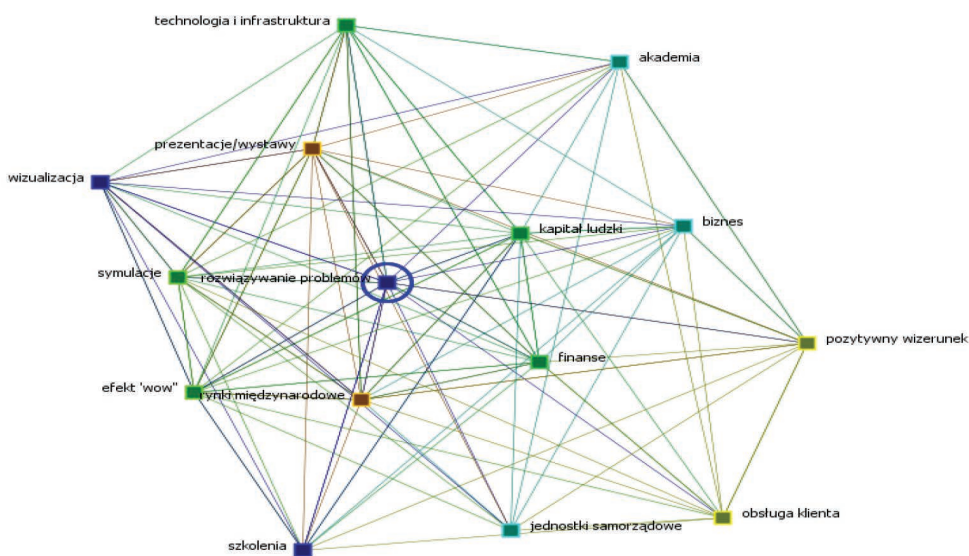 technologia i infrastruktura
akademia
prezentacje/wystawy
wizualizacja
biznes
kapitał ludzki
symulacje
rozwiązywanie problemów
pozytywny wizerunek
finanse
efekt 'wow"
rynki międzynarodowe
obsługa klienta
jednostki samorządowe
szkolenia